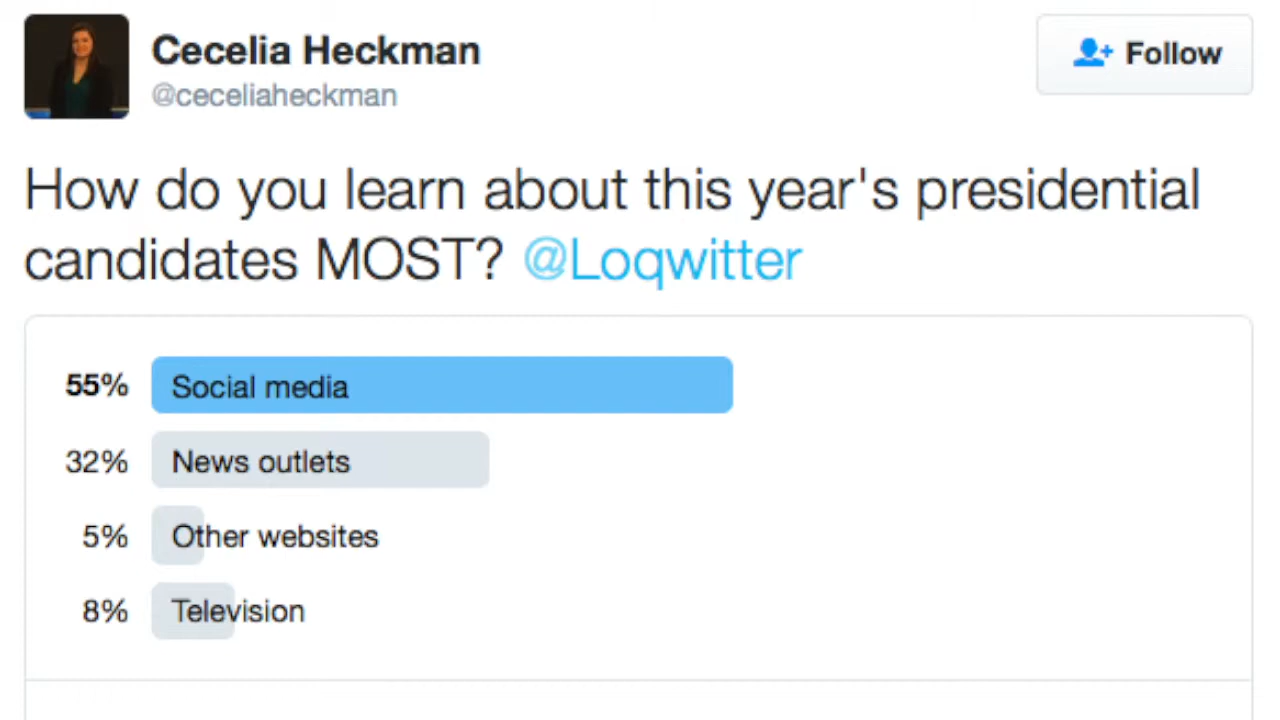 Cecelia Heckman
@ceceliaheckman
Follow
How do you learn about this year's presidential
candidates MOST? @Loqwitter
55% Social media
32% News outlets
5% Other websites
8% Television